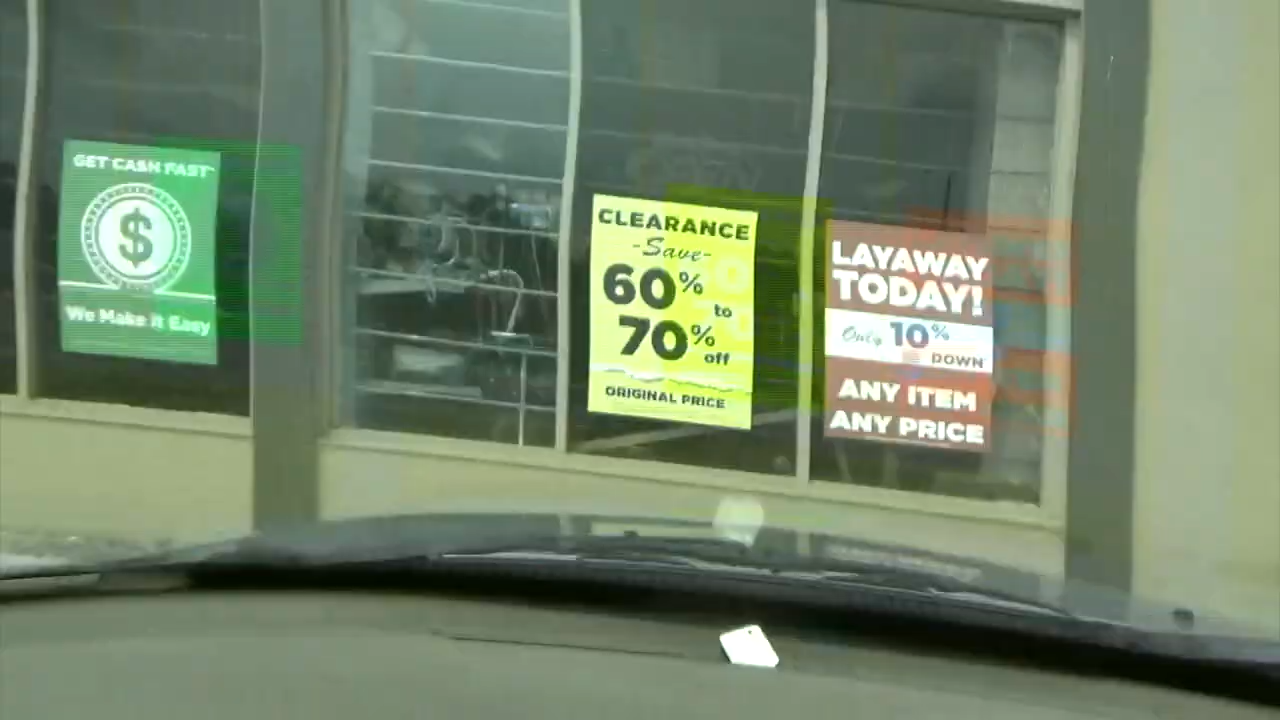 GET CASH FAST
$
We Make it Easy
CLEARANCE
-Save-
60%
to
70%
off
ORIGINAL PRICE
LAYAWAY
TODAY!
Only 10%
DOWN
ANY ITEM
ANY PRICE